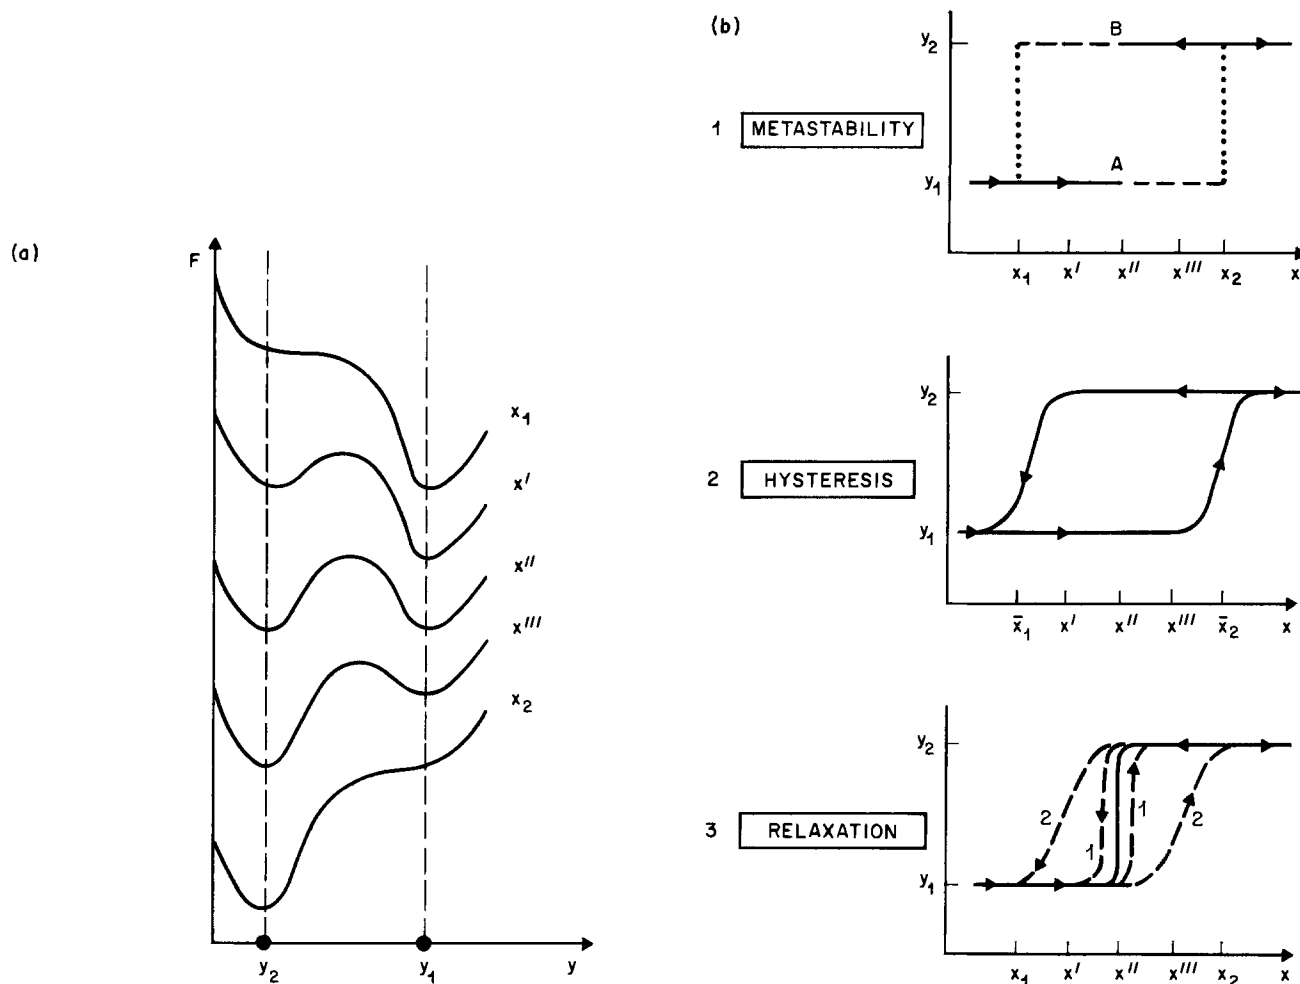 (a)
F
x₁
x′
x″
x‴
x₂
y₂
y₁
y
(b)
1 METASTABILITY
y₂
B
A
y₁
x₁ x′ x″ x‴ x₂ x
2 HYSTERESIS
y₂
y₁
x̄₁ x′ x″ x‴ x̄₂ x
3 RELAXATION
y₂
2 1 1 2
y₁
x₁ x′ x″ x‴ x₂ x